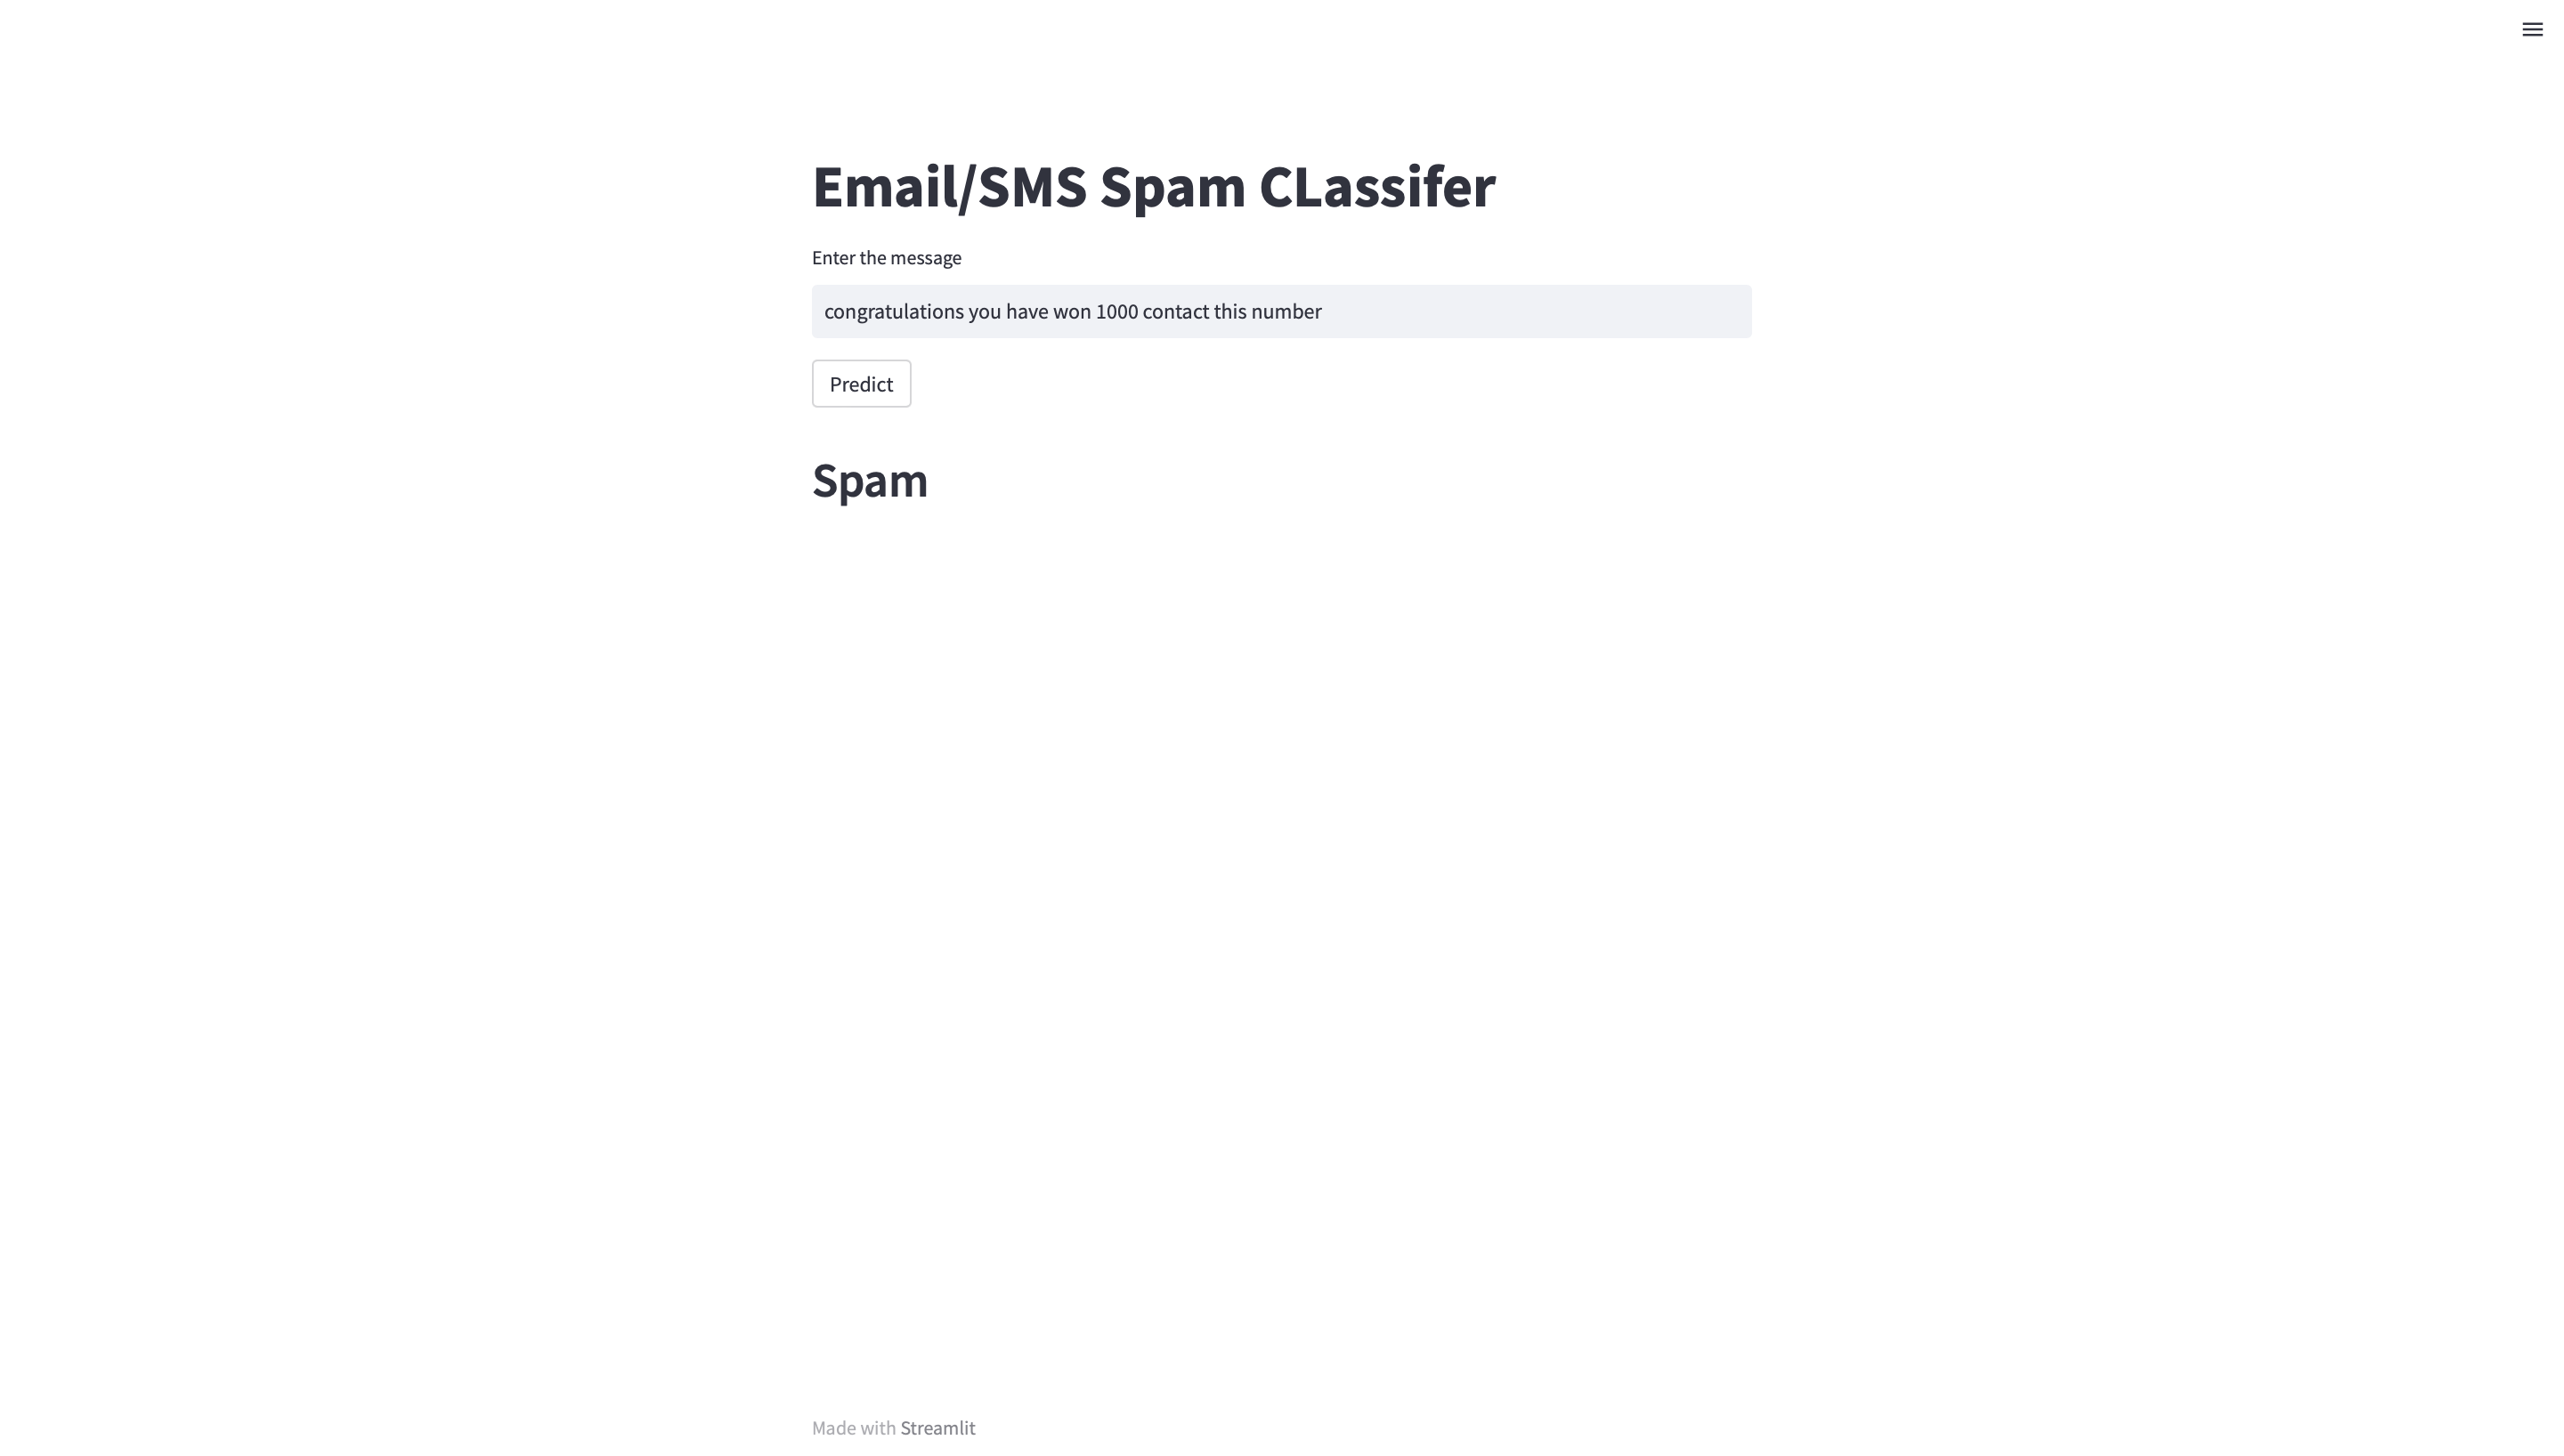 Email/SMS Spam CLassifer
Enter the message
congratulations you have won 1000 contact this number
Predict
Spam
Made with Streamlit